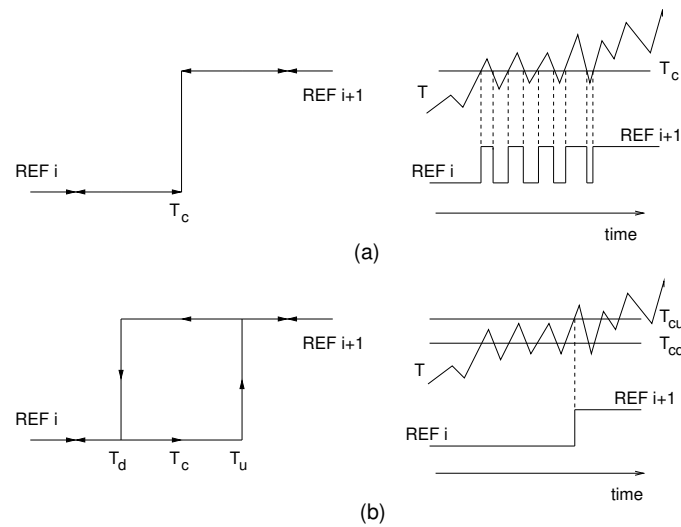 REF i+1
REF i
T_c
T_c
T
REF i+1
REF i
time
(a)
REF i+1
REF i
T_d
T_c
T_u
T_cu
T_cd
T
REF i+1
REF i
time
(b)